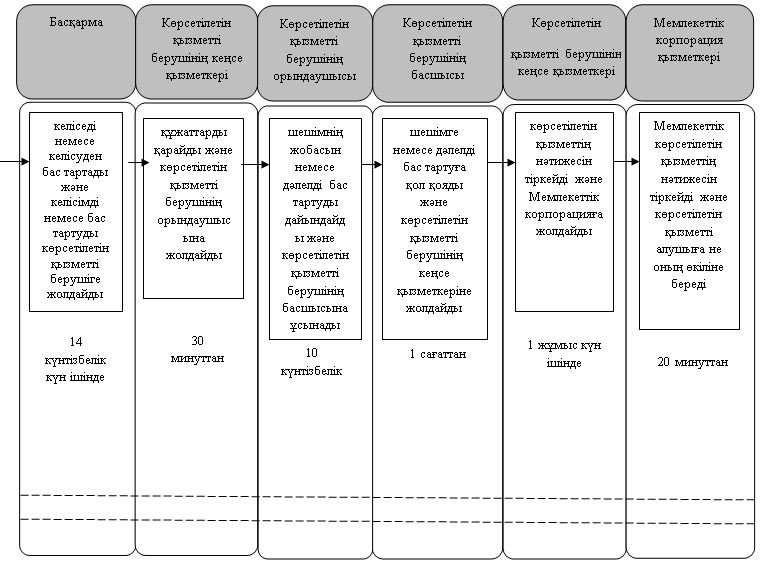 Басқарма
Көрсетілетін
қызметті
берушінің кеңсе
қызметкері
Көрсетілетін
қызметті
берушінің
орындаушысы
Көрсетілетін
қызметті
берушінің
басшысы
Көрсетілетін
қызметті берушінін
кеңсе қызметкері
Мемлекеттік
корпорация
қызметкері
келіседі
немесе
келісуден
бас тартады
және
келісімді
немесе бас
тартуды
көрсетілетін
қызметті
берушіге
жолдайды
14
күнтізбелік
күн ішінде
құжаттарды
қарайды және
көрсетілетін
қызметті
берушінің
орындаушыс
ына
жолдайды
30
минуттан
шешімнің
жобасын
немесе
дәлелді бас
тартуды
дайындайд
ы және
көрсетілетін
қызметті
берушінің
басшысына
ұсынады
10
күнтізбелік
шешімге
немесе дәлелді
бас тартуға
қол қояды
және
көрсетілетін
қызметті
берушінің
кеңсе
қызметкеріне
жолдайды
1 сағаттан
көрсетілетін
қызметтің
нәтижесін
тіркейді және
Мемлекеттік
корпорацияға
жолдайды
1 жұмыс күн
ішінде
Мемлекеттік
көрсетілетін
қызметтің
нәтижесін
тіркейді және
көрсетілетін
қызметті
алушыға не
оның өкіліне
береді
20 минуттан